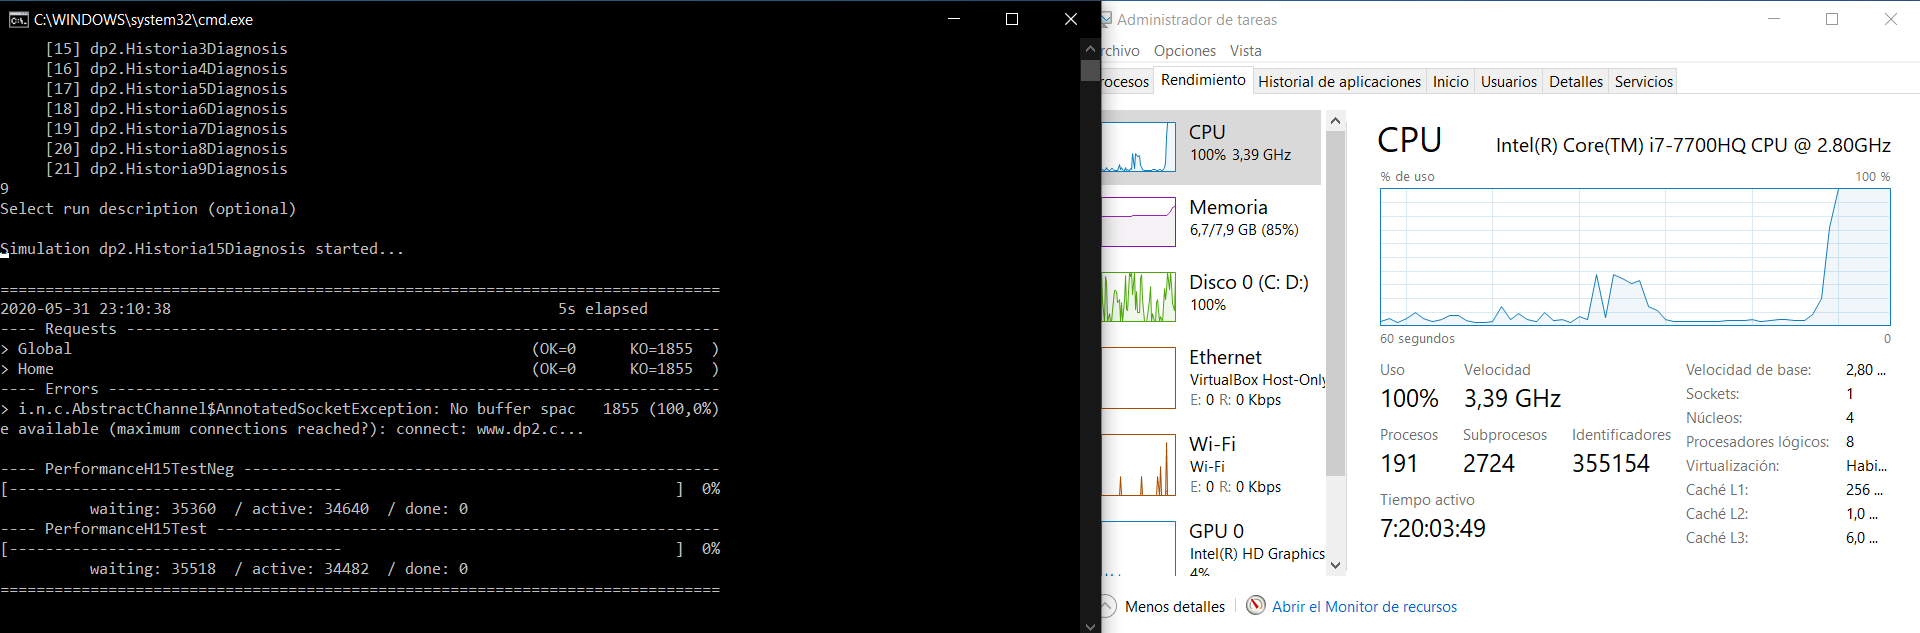 C:\WINDOWS\system32\cmd.exe
[15] dp2.Historia3Diagnosis
[16] dp2.Historia4Diagnosis
[17] dp2.Historia5Diagnosis
[18] dp2.Historia6Diagnosis
[19] dp2.Historia7Diagnosis
[20] dp2.Historia8Diagnosis
[21] dp2.Historia9Diagnosis
9
Select run description (optional)
Simulation dp2.Historia15Diagnosis started...
================================================================================
2020-05-31 23:10:38 5s elapsed
---- Requests ------------------------------------------------------------------
> Global (OK=0 KO=1855 )
> Home (OK=0 KO=1855 )
---- Errors --------------------------------------------------------------------
> i.n.c.AbstractChannel$AnnotatedSocketException: No buffer spac 1855 (100,0%)
e available (maximum connections reached?): connect: www.dp2.c...
---- PerformanceH15TestNeg -----------------------------------------------------
[------------------------------------- ] 0%
waiting: 35360 / active: 34640 / done: 0
---- PerformanceH15Test --------------------------------------------------------
[------------------------------------- ] 0%
waiting: 35518 / active: 34482 / done: 0
================================================================================
Administrador de tareas
rchivo Opciones Vista
rocesos Rendimiento Historial de aplicaciones Inicio Usuarios Detalles Servicios
CPU
100% 3,39 GHz
Memoria
6,7/7,9 GB (85%)
Disco 0 (C: D:)
100%
Ethernet
VirtualBox Host-Only
E: 0 R: 0 Kbps
Wi-Fi
Wi-Fi
E: 0 R: 0 Kbps
GPU 0
Intel(R) HD Graphics
4%
CPU Intel(R) Core(TM) i7-7700HQ CPU @ 2.80GHz
% de uso 100 %
60 segundos 0
Uso Velocidad
100% 3,39 GHz
Procesos Subprocesos Identificadores
191 2724 355154
Tiempo activo
7:20:03:49
Velocidad de base: 2,80 ...
Sockets: 1
Núcleos: 4
Procesadores lógicos: 8
Virtualización: Habi...
Caché L1: 256 ...
Caché L2: 1,0 ...
Caché L3: 6,0 ...
Menos detalles Abrir el Monitor de recursos